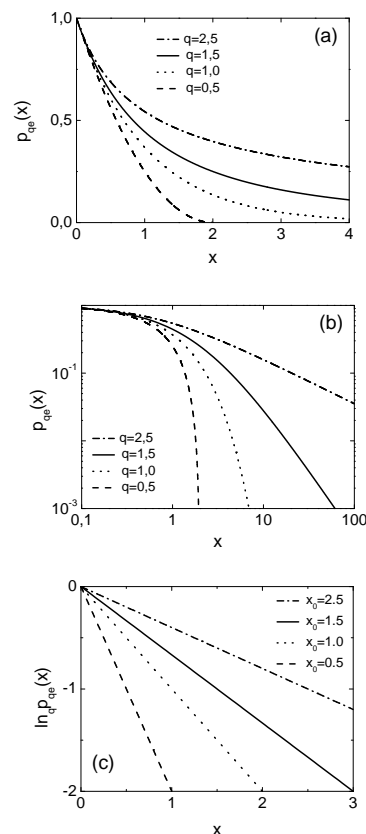 1,0
0,5
0,0
p_qe(x)
q=2,5
q=1,5
q=1,0
q=0,5
(a)
0 1 2 3 4
x
10^-1
10^-3
p_qe(x)
(b)
q=2,5
q=1,5
q=1,0
q=0,5
0,1 1 10 100
x
0
-1
-2
ln_q p_qe(x)
x_0=2.5
x_0=1.5
x_0=1.0
x_0=0.5
(c)
0 1 2 3
x